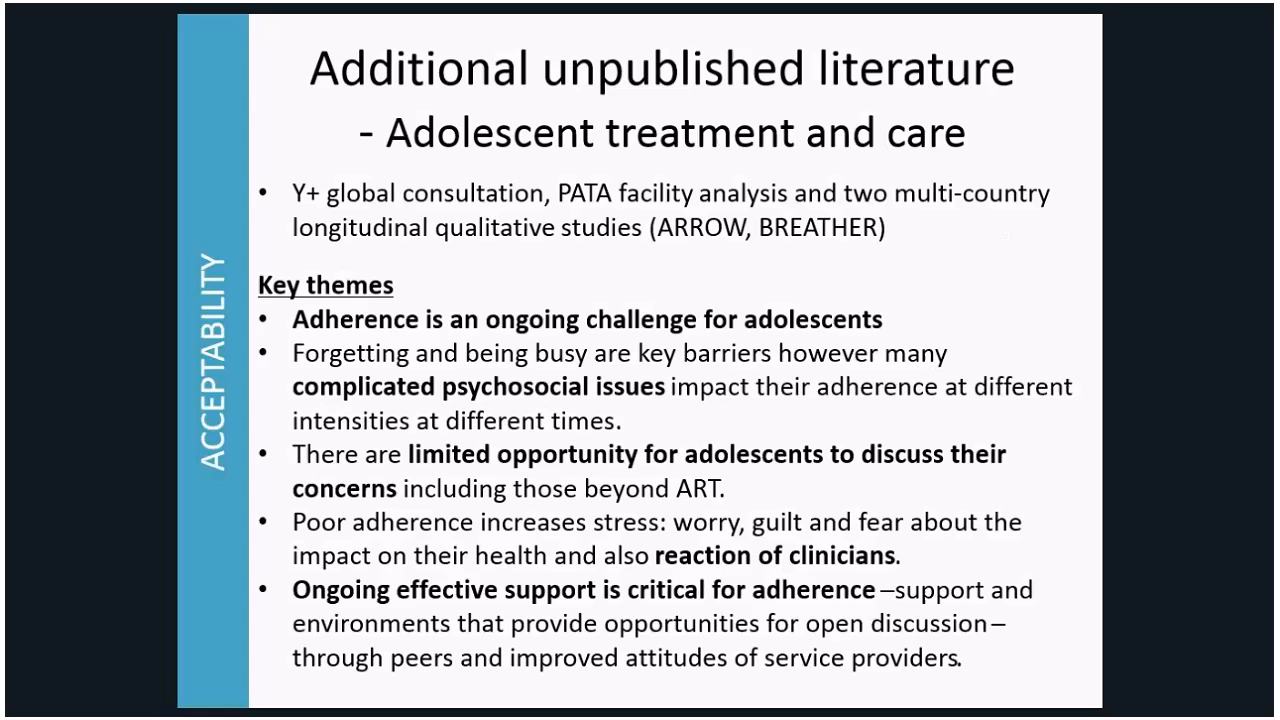 Additional unpublished literature
- Adolescent treatment and care
ACCEPTABILITY
• Y+ global consultation, PATA facility analysis and two multi-country
longitudinal qualitative studies (ARROW, BREATHER)
Key themes
• Adherence is an ongoing challenge for adolescents
• Forgetting and being busy are key barriers however many
complicated psychosocial issues impact their adherence at different
intensities at different times.
• There are limited opportunity for adolescents to discuss their
concerns including those beyond ART.
• Poor adherence increases stress: worry, guilt and fear about the
impact on their health and also reaction of clinicians.
• Ongoing effective support is critical for adherence –support and
environments that provide opportunities for open discussion –
through peers and improved attitudes of service providers.